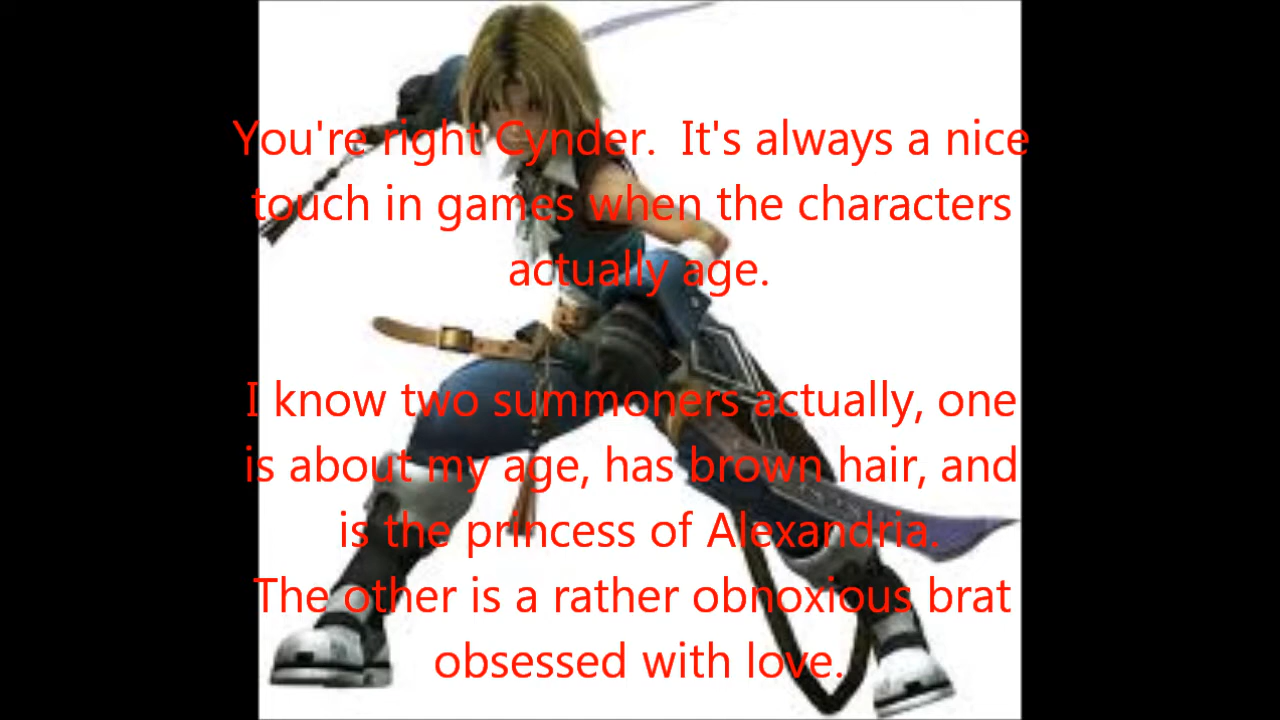 You're right Cynder.  It's always a nice
touch in games when the characters
actually age.
I know two summoners actually, one
is about my age, has brown hair, and
is the princess of Alexandria.
The other is a rather obnoxious brat
obsessed with love.